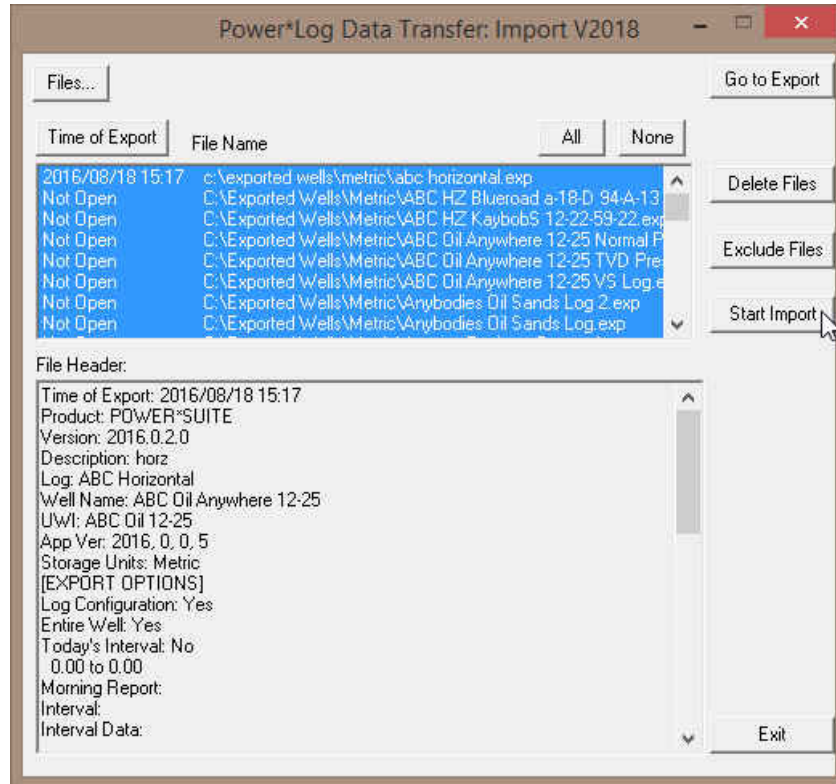 Power*Log Data Transfer: Import V2018
Files...
Go to Export
Time of Export
File Name
All
None
2016/08/18 15:17 c:\exported wells\metric\abc horizontal.exp
Not Open C:\Exported Wells\Metric\ABC HZ Blueroad a-18-D 94-A-13
Not Open C:\Exported Wells\Metric\ABC HZ KaybobS 12-22-59-22.exp
Not Open C:\Exported Wells\Metric\ABC Oil Anywhere 12-25 Normal P
Not Open C:\Exported Wells\Metric\ABC Oil Anywhere 12-25 TVD Pre
Not Open C:\Exported Wells\Metric\ABC Oil Anywhere 12-25 VS Log.e
Not Open C:\Exported Wells\Metric\Anybodies Oil Sands Log 2.exp
Not Open C:\Exported Wells\Metric\Anybodies Oil Sands Log.exp
Delete Files
Exclude Files
Start Import
File Header:
Time of Export: 2016/08/18 15:17
Product: POWER*SUITE
Version: 2016.0.2.0
Description: horz
Log: ABC Horizontal
Well Name: ABC Oil Anywhere 12-25
UWI: ABC Oil 12-25
App Ver: 2016, 0, 0, 5
Storage Units: Metric
[EXPORT OPTIONS]
Log Configuration: Yes
Entire Well: Yes
Today's Interval: No
0.00 to 0.00
Morning Report:
Interval:
Interval Data:
Exit